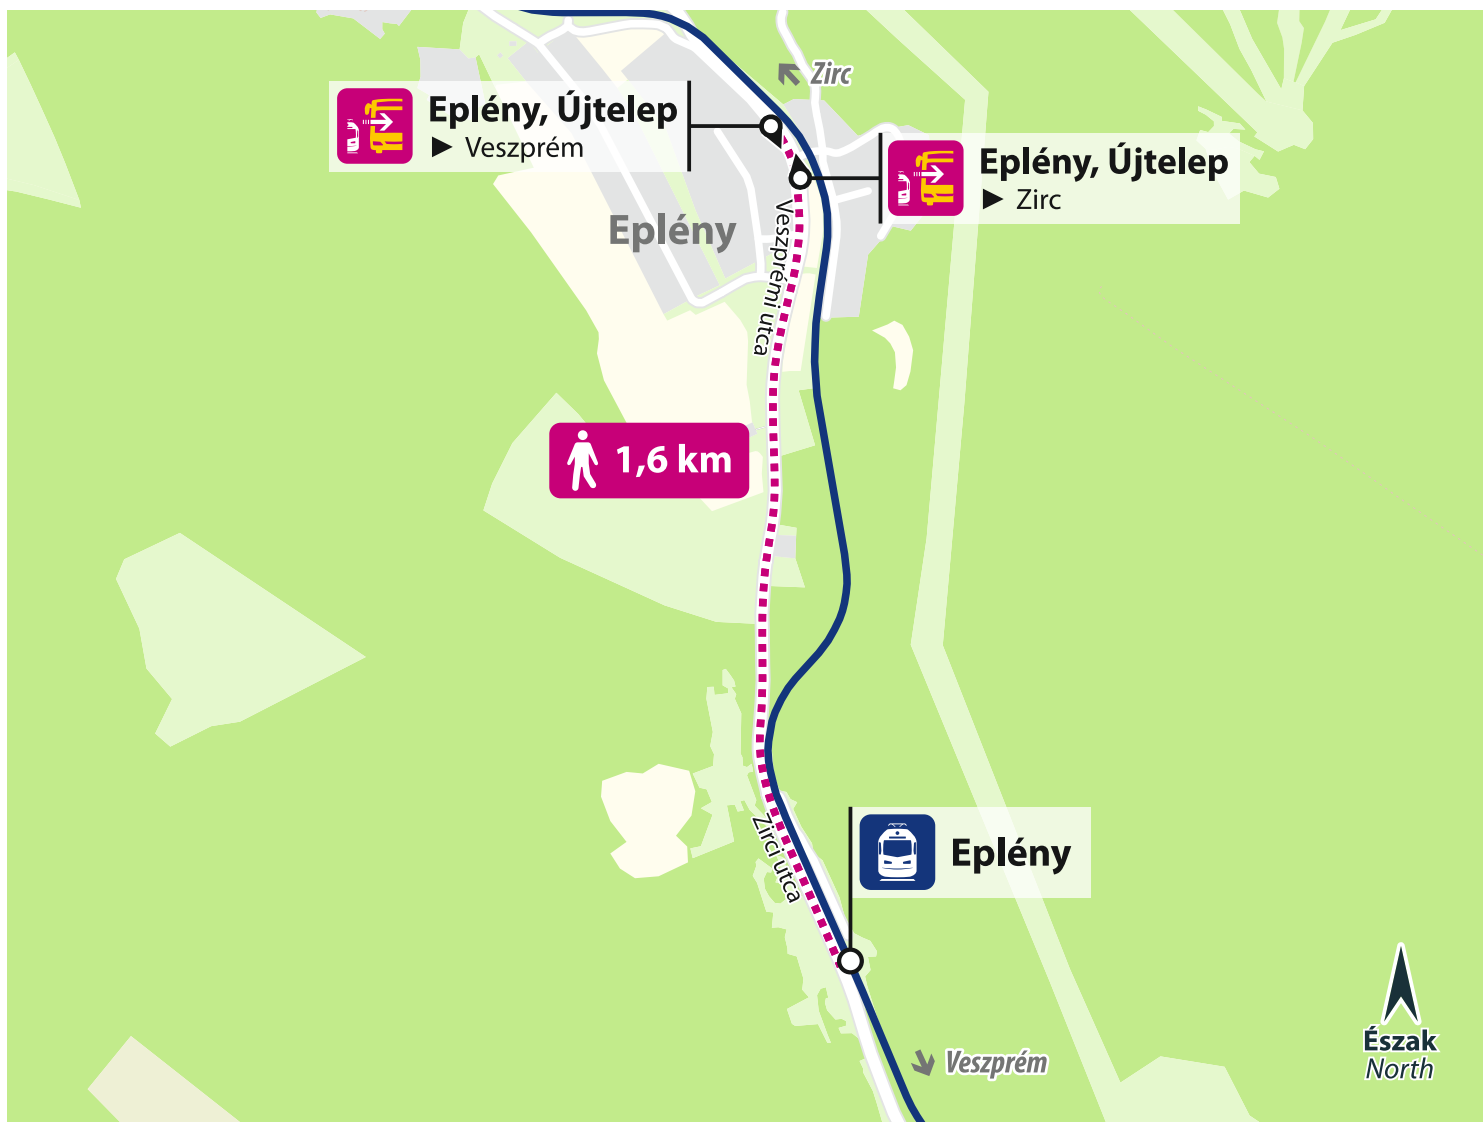 Zirc
Eplény, Újtelep
► Veszprém
Eplény, Újtelep
► Zirc
Eplény
Veszprémi utca
1,6 km
Zirci utca
Eplény
Veszprém
Észak
North